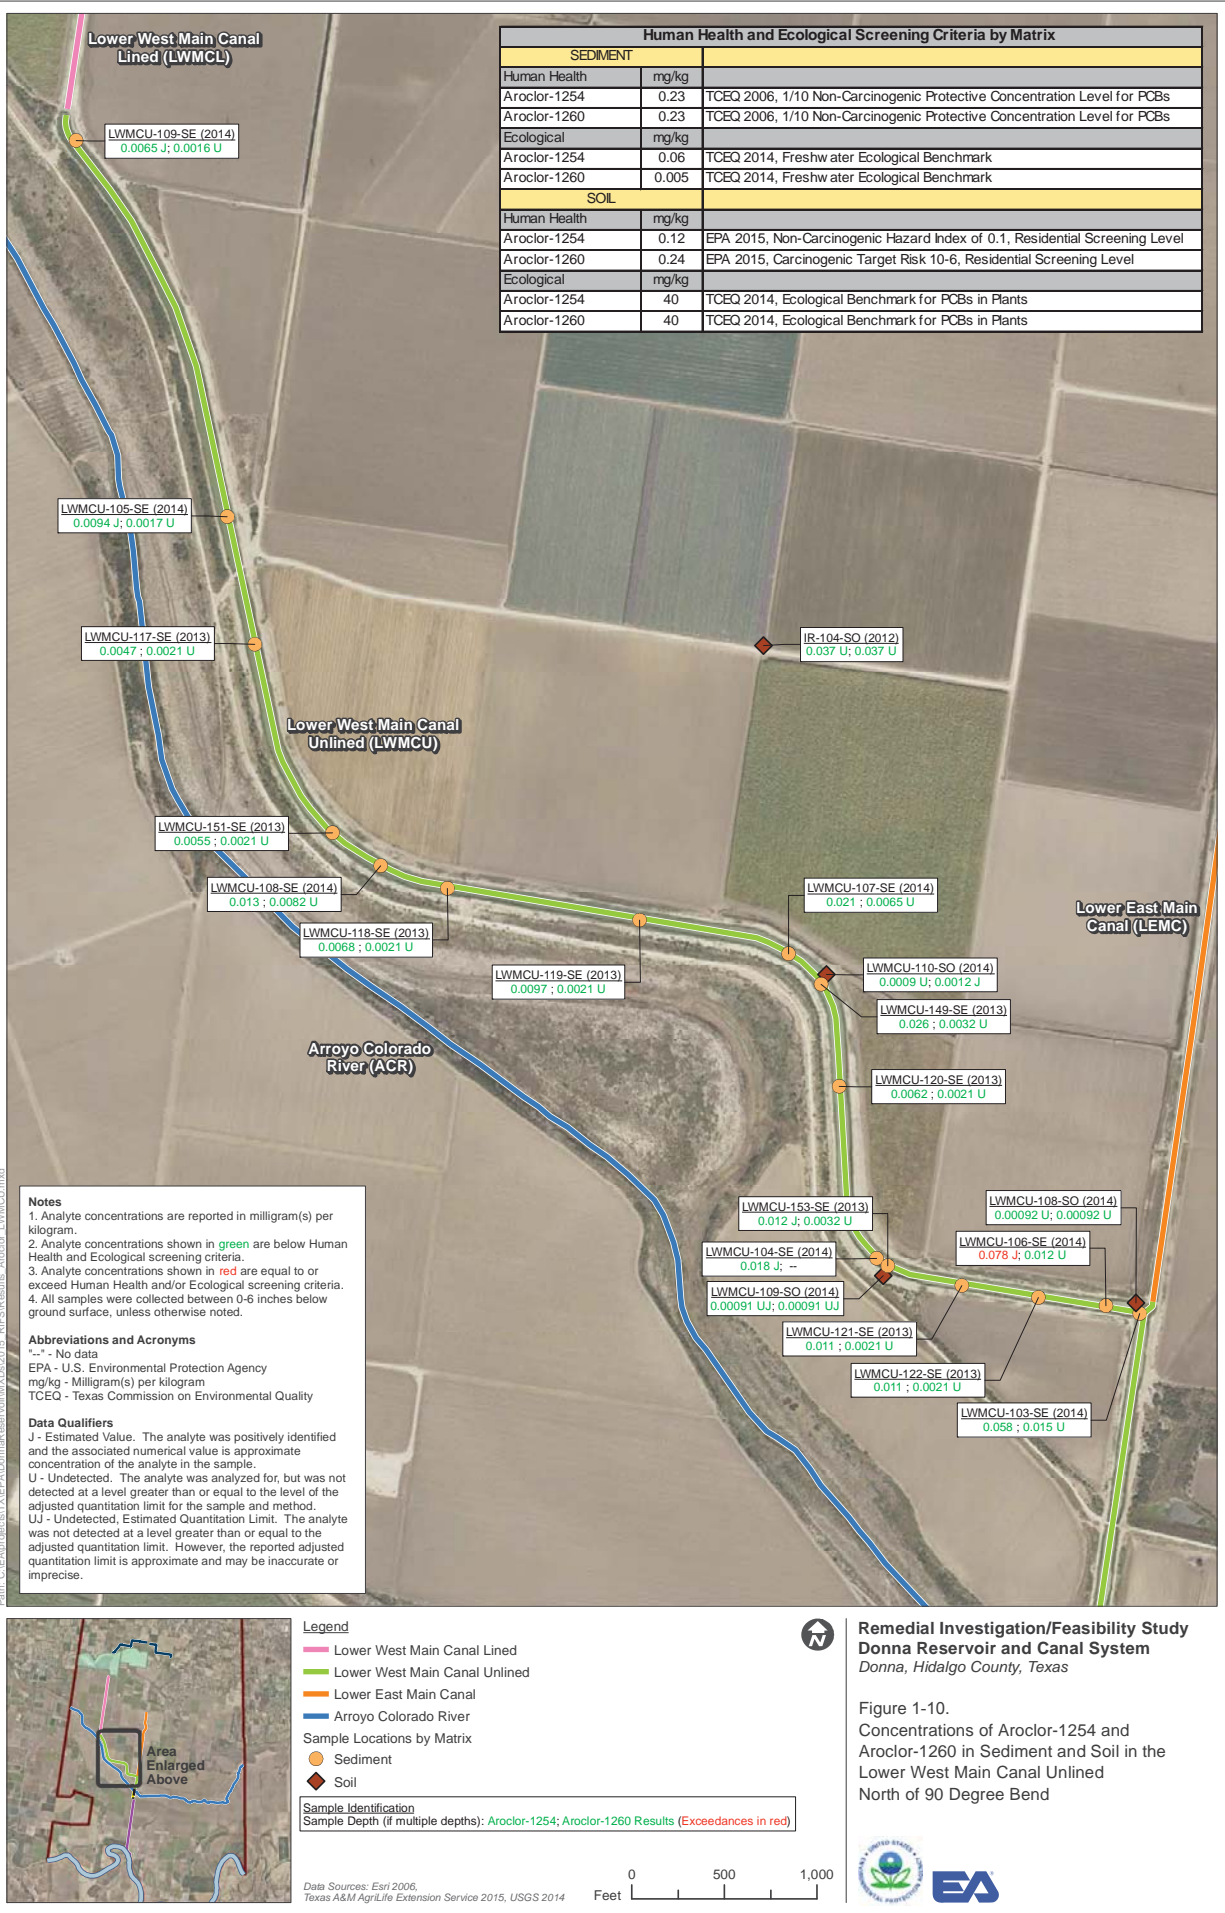 Lower West Main Canal
Lined (LWMCL)
Human Health and Ecological Screening Criteria by Matrix
SEDIMENT
Human Health mg/kg
Aroclor-1254 0.23 TCEQ 2006, 1/10 Non-Carcinogenic Protective Concentration Level for PCBs
Aroclor-1260 0.23 TCEQ 2006, 1/10 Non-Carcinogenic Protective Concentration Level for PCBs
Ecological mg/kg
Aroclor-1254 0.06 TCEQ 2014, Freshwater Ecological Benchmark
Aroclor-1260 0.005 TCEQ 2014, Freshwater Ecological Benchmark
SOIL
Human Health mg/kg
Aroclor-1254 0.12 EPA 2015, Non-Carcinogenic Hazard Index of 0.1, Residential Screening Level
Aroclor-1260 0.24 EPA 2015, Carcinogenic Target Risk 10-6, Residential Screening Level
Ecological mg/kg
Aroclor-1254 40 TCEQ 2014, Ecological Benchmark for PCBs in Plants
Aroclor-1260 40 TCEQ 2014, Ecological Benchmark for PCBs in Plants
LWMCU-109-SE (2014)
0.0065 J; 0.0016 U
LWMCU-105-SE (2014)
0.0094 J; 0.0017 U
LWMCU-117-SE (2013)
0.0047 ; 0.0021 U
IR-104-SO (2012)
0.037 U; 0.037 U
Lower West Main Canal
Unlined (LWMCU)
LWMCU-151-SE (2013)
0.0055 ; 0.0021 U
LWMCU-108-SE (2014)
0.013 ; 0.0082 U
LWMCU-118-SE (2013)
0.0068 ; 0.0021 U
LWMCU-119-SE (2013)
0.0097 ; 0.0021 U
LWMCU-107-SE (2014)
0.021 ; 0.0065 U
Lower East Main
Canal (LEMC)
LWMCU-110-SO (2014)
0.0009 U; 0.0012 J
LWMCU-149-SE (2013)
0.026 ; 0.0032 U
Arroyo Colorado
River (ACR)
LWMCU-120-SE (2013)
0.0062 ; 0.0021 U
LWMCU-153-SE (2013)
0.012 J; 0.0032 U
LWMCU-108-SO (2014)
0.00092 U; 0.00092 U
LWMCU-104-SE (2014)
0.018 J; --
LWMCU-106-SE (2014)
0.078 J; 0.012 U
LWMCU-109-SO (2014)
0.00091 UJ; 0.00091 UJ
LWMCU-121-SE (2013)
0.011 ; 0.0021 U
LWMCU-122-SE (2013)
0.011 ; 0.0021 U
LWMCU-103-SE (2014)
0.058 ; 0.015 U
Notes
1. Analyte concentrations are reported in milligram(s) per
kilogram.
2. Analyte concentrations shown in green are below Human
Health and Ecological screening criteria.
3. Analyte concentrations shown in red are equal to or
exceed Human Health and/or Ecological screening criteria.
4. All samples were collected between 0-6 inches below
ground surface, unless otherwise noted.
Abbreviations and Acronyms
"--" - No data
EPA - U.S. Environmental Protection Agency
mg/kg - Milligram(s) per kilogram
TCEQ - Texas Commission on Environmental Quality
Data Qualifiers
J - Estimated Value. The analyte was positively identified
and the associated numerical value is approximate
concentration of the analyte in the sample.
U - Undetected. The analyte was analyzed for, but was not
detected at a level greater than or equal to the level of the
adjusted quantitation limit for the sample and method.
UJ - Undetected, Estimated Quantitation Limit. The analyte
was not detected at a level greater than or equal to the
adjusted quantitation limit. However, the reported adjusted
quantitation limit is approximate and may be inaccurate or
imprecise.
Area
Enlarged
Above
Legend
Lower West Main Canal Lined
Lower West Main Canal Unlined
Lower East Main Canal
Arroyo Colorado River
Sample Locations by Matrix
Sediment
Soil
Sample Identification
Sample Depth (if multiple depths): Aroclor-1254; Aroclor-1260 Results (Exceedances in red)
Data Sources: Esri 2006,
Texas A&M AgriLife Extension Service 2015, USGS 2014
N
0 500 1,000
Feet
Remedial Investigation/Feasibility Study
Donna Reservoir and Canal System
Donna, Hidalgo County, Texas
Figure 1-10.
Concentrations of Aroclor-1254 and
Aroclor-1260 in Sediment and Soil in the
Lower West Main Canal Unlined
North of 90 Degree Bend
EA